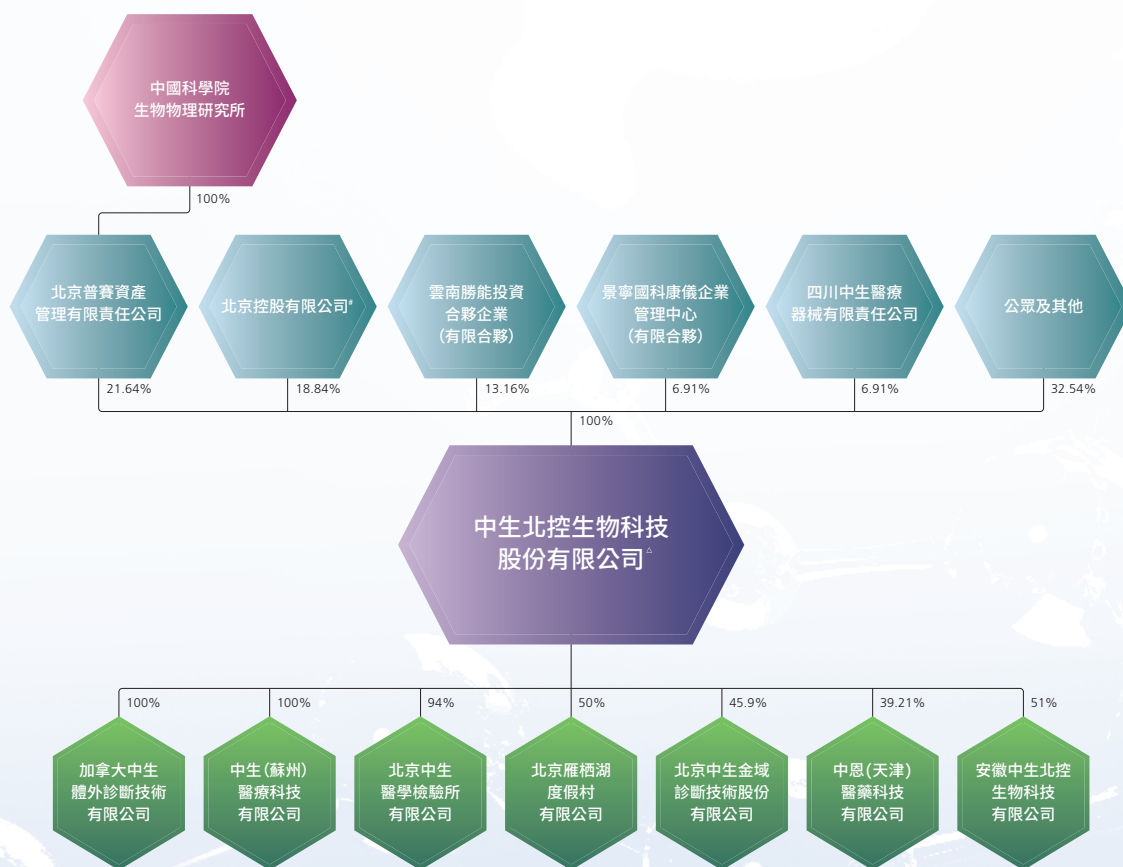 中國科學院
生物物理研究所
100%
北京普賽資產
管理有限責任公司
北京控股有限公司#
雲南勝能投資
合夥企業
（有限合夥）
景寧國科康儀企業
管理中心
（有限合夥）
四川中生醫療
器械有限責任公司
公眾及其他
21.64%
18.84%
13.16%
6.91%
6.91%
32.54%
100%
中生北控生物科技
股份有限公司△
100%
100%
94%
50%
45.9%
39.21%
51%
加拿大中生
體外診斷技術
有限公司
中生（蘇州）
醫療科技
有限公司
北京中生
醫學檢驗所
有限公司
北京雁栖湖
度假村
有限公司
北京中生金域
診斷技術股份
有限公司
中恩(天津)
醫藥科技
有限公司
安徽中生北控
生物科技
有限公司